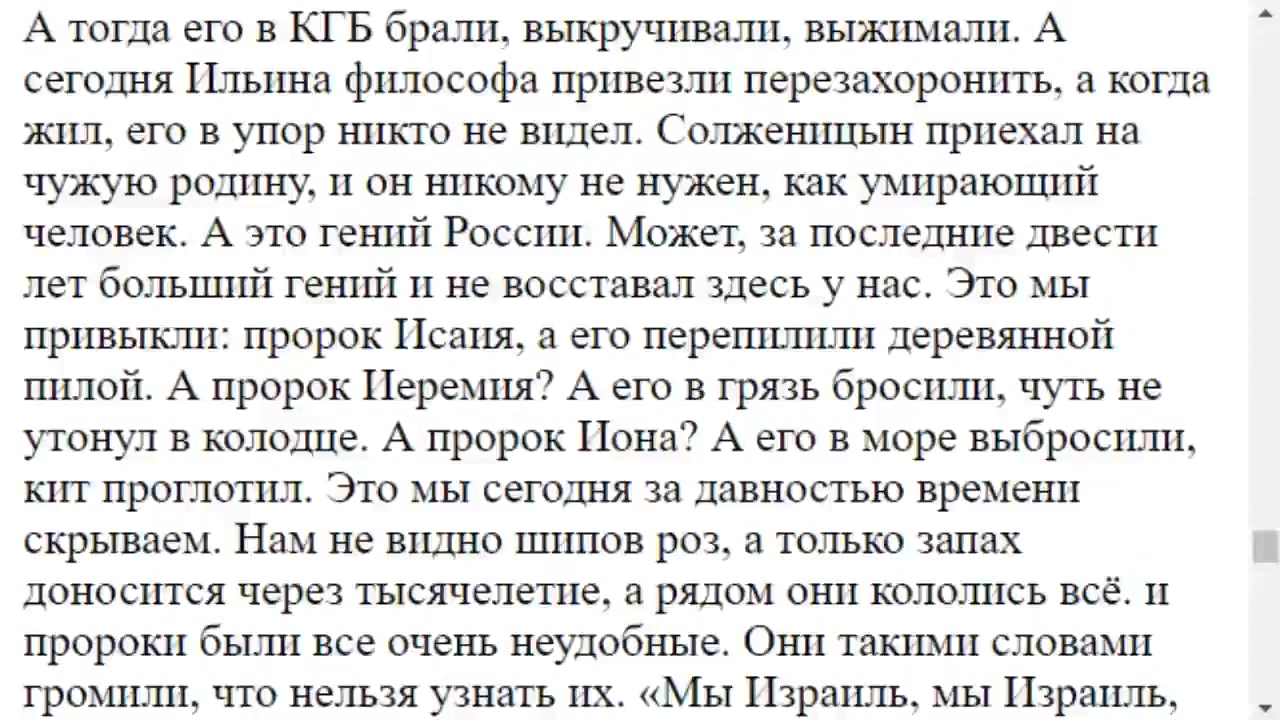 А тогда его в КГБ брали, выкручивали, выжимали. А
сегодня Ильина философа привезли перезахоронить, а когда
жил, его в упор никто не видел. Солженицын приехал на
чужую родину, и он никому не нужен, как умирающий
человек. А это гений России. Может, за последние двести
лет больший гений и не восставал здесь у нас. Это мы
привыкли: пророк Исаия, а его перепилили деревянной
пилой. А пророк Иеремия? А его в грязь бросили, чуть не
утонул в колодце. А пророк Иона? А его в море выбросили,
кит проглотил. Это мы сегодня за давностью времени
скрываем. Нам не видно шипов роз, а только запах
доносится через тысячелетие, а рядом они кололись всё. и
пророки были все очень неудобные. Они такими словами
громили, что нельзя узнать их. «Мы Израиль, мы Израиль,